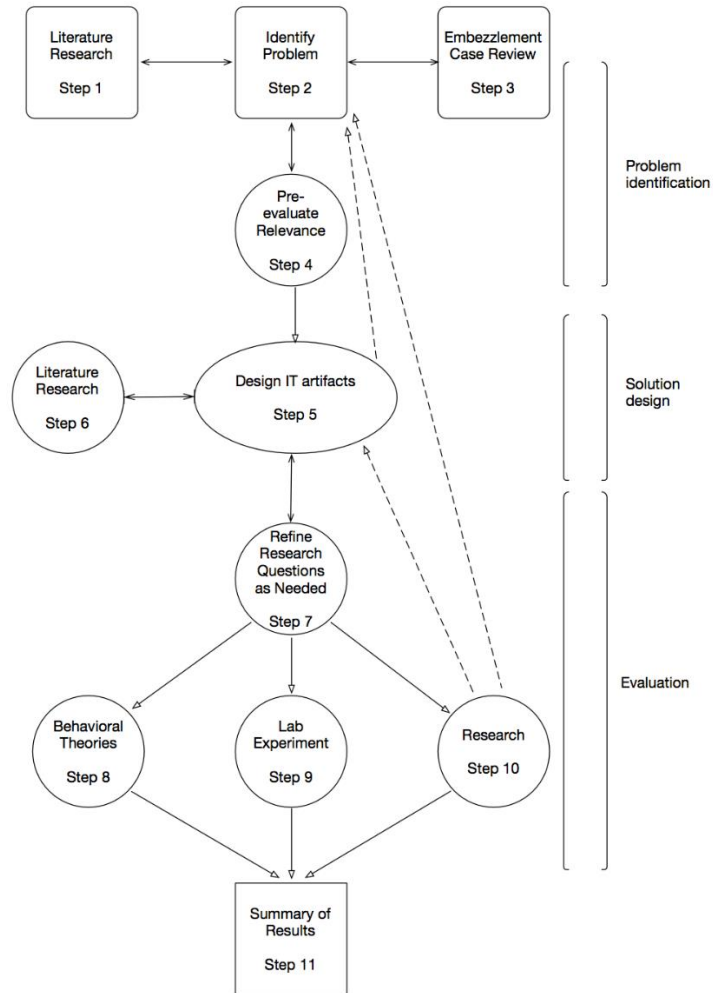 Literature
Research
Step 1
Identify
Problem
Step 2
Embezzlement
Case Review
Step 3
Problem
identification
Pre-
evaluate
Relevance
Step 4
Literature
Research
Step 6
Design IT artifacts
Step 5
Solution
design
Refine
Research
Questions
as Needed
Step 7
Evaluation
Behavioral
Theories
Step 8
Lab
Experiment
Step 9
Research
Step 10
Summary of
Results
Step 11